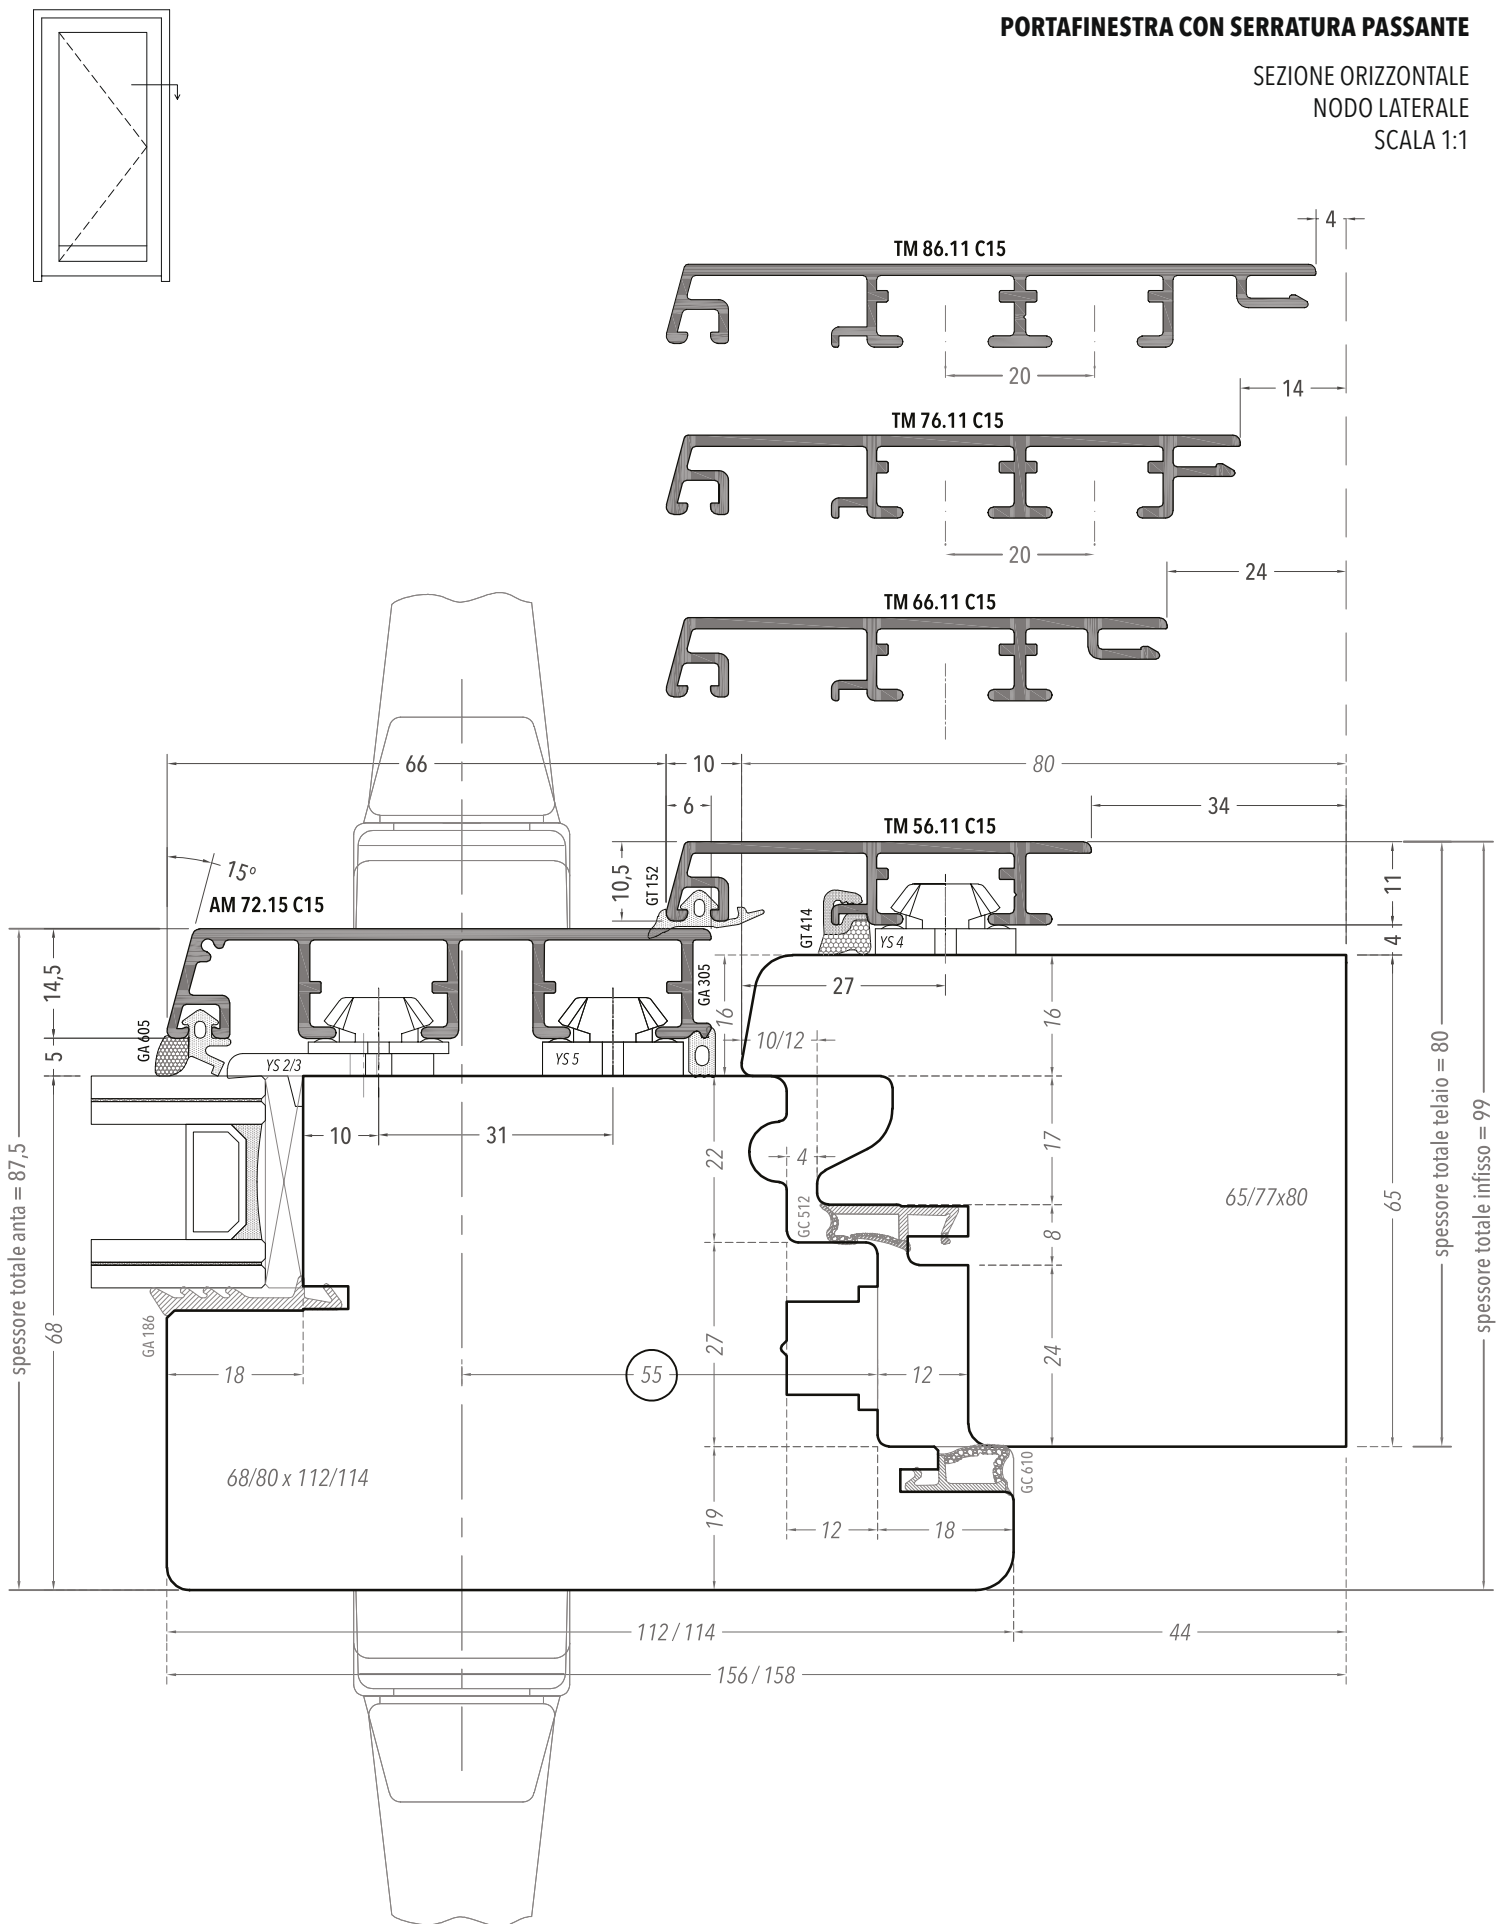 PORTAFINESTRA CON SERRATURA PASSANTE
SEZIONE ORIZZONTALE
NODO LATERALE
SCALA 1:1
4
TM 86.11 C15
20
14
TM 76.11 C15
20
24
TM 66.11 C15
66
10
80
6
34
TM 56.11 C15
15º
10,5
GT 152
11
AM 72.15 C15
GT 414
YS 4
4
14,5
GA 305
27
16
16
10/12
GA 605
5
YS 2/3
YS 5
10
31
22
4
17
GC 512
65/77x80
65
8
spessore totale anta = 87,5
68
spessore totale telaio = 80
spessore totale infisso = 99
GA 186
27
24
18
55
12
68/80 x 112/114
GC 610
19
12
18
112 / 114
44
156 / 158